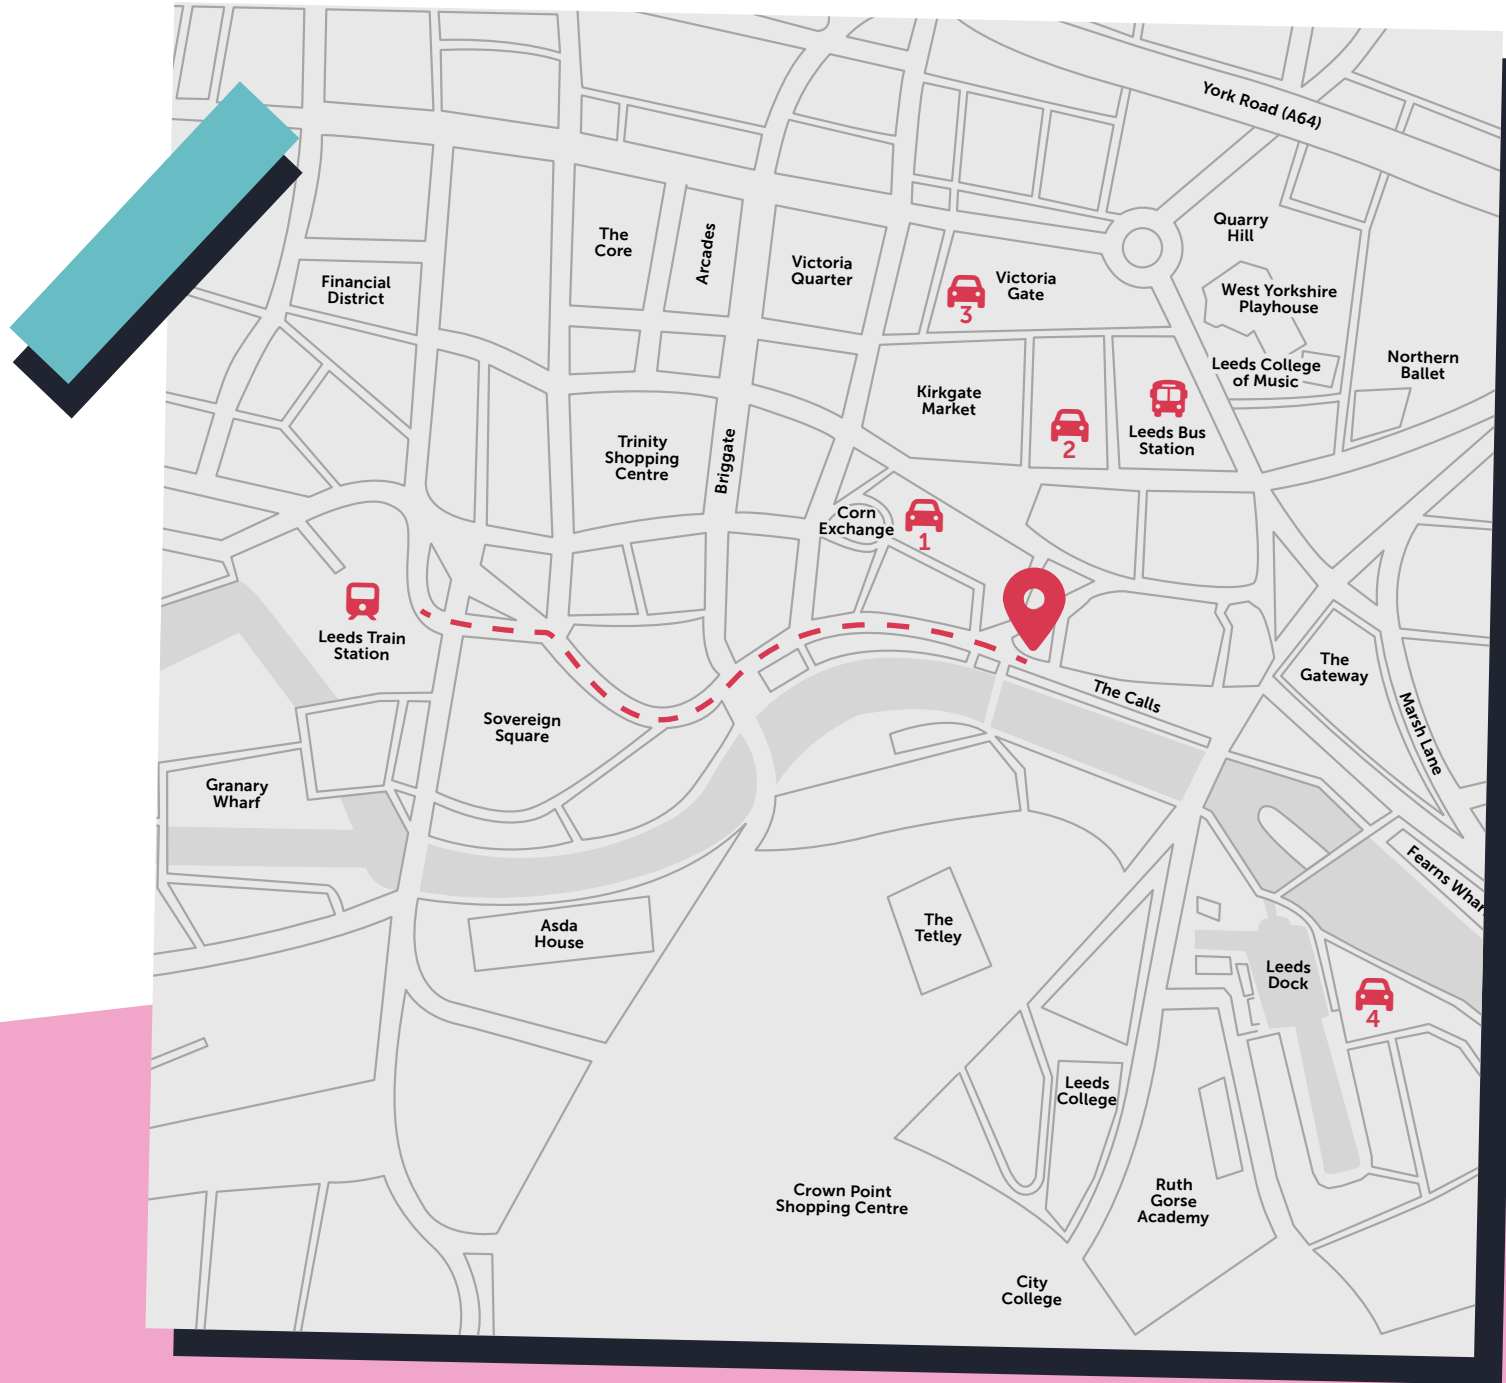 York Road (A64)
Quarry
Hill
The
Core
Arcades
Victoria
Quarter
Victoria
Gate
3
West Yorkshire
Playhouse
Financial
District
Leeds College
of Music
Northern
Ballet
Kirkgate
Market
2
Leeds Bus
Station
Trinity
Shopping
Centre
Briggate
Corn
Exchange
1
Leeds Train
Station
The
Gateway
The Calls
Marsh Lane
Sovereign
Square
Granary
Wharf
Fearns Whar
Asda
House
The
Tetley
Leeds
Dock
4
Leeds
College
Crown Point
Shopping Centre
Ruth
Gorse
Academy
City
College